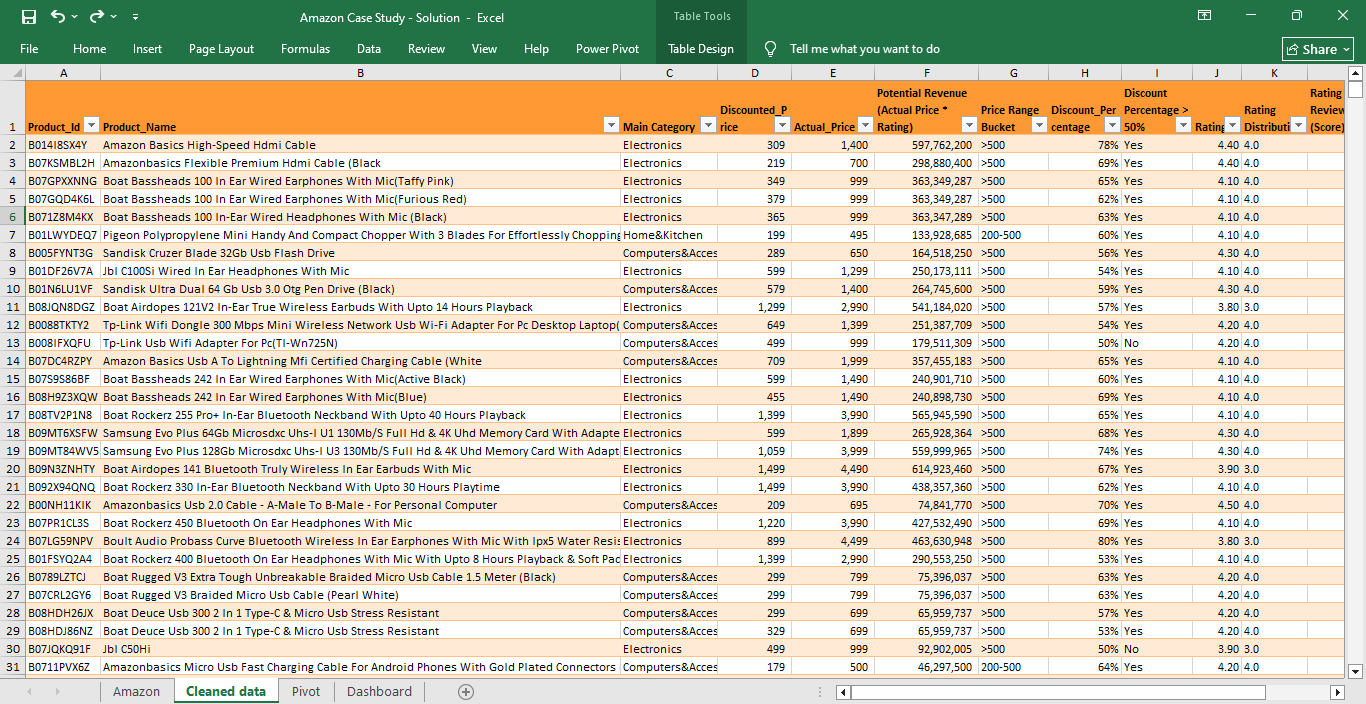 Amazon Case Study - Solution - Excel
Table Tools
File Home Insert Page Layout Formulas Data Review View Help Power Pivot Table Design Tell me what you want to do Share
A B C D E F G H I J K
1 Product_Id Product_Name Main Category Discounted_Price Actual_Price Potential Revenue (Actual Price * Rating) Price Range Bucket Discount_Percentage Discount Percentage > 50% Rating Rating Distributi Rating Review (Score)
2 B014I8SX4Y Amazon Basics High-Speed Hdmi Cable Electronics 309 1,400 597,762,200 >500 78% Yes 4.40 4.0
3 B07KSMBL2H Amazonbasics Flexible Premium Hdmi Cable (Black Electronics 219 700 298,880,400 >500 69% Yes 4.40 4.0
4 B07GPXXNNG Boat Bassheads 100 In Ear Wired Earphones With Mic(Taffy Pink) Electronics 349 999 363,349,287 >500 65% Yes 4.10 4.0
5 B07GQD4K6L Boat Bassheads 100 In Ear Wired Earphones With Mic(Furious Red) Electronics 379 999 363,349,287 >500 62% Yes 4.10 4.0
6 B071Z8M4KX Boat Bassheads 100 In-Ear Wired Headphones With Mic (Black) Electronics 365 999 363,347,289 >500 63% Yes 4.10 4.0
7 B01LWYDEQ7 Pigeon Polypropylene Mini Handy And Compact Chopper With 3 Blades For Effortlessly Chopping Home&Kitchen 199 495 133,928,685 200-500 60% Yes 4.10 4.0
8 B005FYNT3G Sandisk Cruzer Blade 32Gb Usb Flash Drive Computers&Acces 289 650 164,518,250 >500 56% Yes 4.30 4.0
9 B01DF26V7A Jbl C100Si Wired In Ear Headphones With Mic Electronics 599 1,299 250,173,111 >500 54% Yes 4.10 4.0
10 B01N6LU1VF Sandisk Ultra Dual 64 Gb Usb 3.0 Otg Pen Drive (Black) Computers&Acces 579 1,400 264,745,600 >500 59% Yes 4.30 4.0
11 B08JQN8DGZ Boat Airdopes 121V2 In-Ear True Wireless Earbuds With Upto 14 Hours Playback Electronics 1,299 2,990 541,184,020 >500 57% Yes 3.80 3.0
12 B0088TKTY2 Tp-Link Wifi Dongle 300 Mbps Mini Wireless Network Usb Wi-Fi Adapter For Pc Desktop Laptop( Computers&Acces 649 1,399 251,387,709 >500 54% Yes 4.20 4.0
13 B008IFXQFU Tp-Link Usb Wifi Adapter For Pc(Tl-Wn725N) Computers&Acces 499 999 179,511,309 >500 50% No 4.20 4.0
14 B07DC4RZPY Amazon Basics Usb A To Lightning Mfi Certified Charging Cable (White Computers&Acces 709 1,999 357,455,183 >500 65% Yes 4.10 4.0
15 B07S9S86BF Boat Bassheads 242 In Ear Wired Earphones With Mic(Active Black) Electronics 599 1,490 240,901,710 >500 60% Yes 4.10 4.0
16 B08H9Z3XQW Boat Bassheads 242 In Ear Wired Earphones With Mic(Blue) Electronics 455 1,490 240,898,730 >500 69% Yes 4.10 4.0
17 B08TV2P1N8 Boat Rockerz 255 Pro+ In-Ear Bluetooth Neckband With Upto 40 Hours Playback Electronics 1,399 3,990 565,945,590 >500 65% Yes 4.10 4.0
18 B09MT6XSFW Samsung Evo Plus 64Gb Microsdxc Uhs-I U1 130Mb/S Full Hd & 4K Uhd Memory Card With Adapte Electronics 599 1,899 265,928,364 >500 68% Yes 4.30 4.0
19 B09MT84WV5 Samsung Evo Plus 128Gb Microsdxc Uhs-I U3 130Mb/S Full Hd & 4K Uhd Memory Card With Adapt Electronics 1,059 3,999 559,999,965 >500 74% Yes 4.30 4.0
20 B09N3ZNHTY Boat Airdopes 141 Bluetooth Truly Wireless In Ear Earbuds With Mic Electronics 1,499 4,490 614,923,460 >500 67% Yes 3.90 3.0
21 B092X94QNQ Boat Rockerz 330 In-Ear Bluetooth Neckband With Upto 30 Hours Playtime Electronics 1,499 3,990 438,357,360 >500 62% Yes 4.10 4.0
22 B00NH11KIK Amazonbasics Usb 2.0 Cable - A-Male To B-Male - For Personal Computer Computers&Acces 209 695 74,841,770 >500 70% Yes 4.50 4.0
23 B07PR1CL3S Boat Rockerz 450 Bluetooth On Ear Headphones With Mic Electronics 1,220 3,990 427,532,490 >500 69% Yes 4.10 4.0
24 B07LG59NPV Boult Audio Probass Curve Bluetooth Wireless In Ear Earphones With Mic With Ipx5 Water Resis Electronics 899 4,499 463,630,948 >500 80% Yes 3.80 3.0
25 B01FSYQ2A4 Boat Rockerz 400 Bluetooth On Ear Headphones With Mic With Upto 8 Hours Playback & Soft Pad Electronics 1,399 2,990 290,553,250 >500 53% Yes 4.10 4.0
26 B0789LZTCJ Boat Rugged V3 Extra Tough Unbreakable Braided Micro Usb Cable 1.5 Meter (Black) Computers&Acces 299 799 75,396,037 >500 63% Yes 4.20 4.0
27 B07CRL2GY6 Boat Rugged V3 Braided Micro Usb Cable (Pearl White) Computers&Acces 299 799 75,396,037 >500 63% Yes 4.20 4.0
28 B08HDH26JX Boat Deuce Usb 300 2 In 1 Type-C & Micro Usb Stress Resistant Computers&Acces 299 699 65,959,737 >500 57% Yes 4.20 4.0
29 B08HDJ86NZ Boat Deuce Usb 300 2 In 1 Type-C & Micro Usb Stress Resistant Computers&Acces 329 699 65,959,737 >500 53% Yes 4.20 4.0
30 B07JQKQ91F Jbl C50Hi Electronics 499 999 92,902,005 >500 50% No 3.90 3.0
31 B0711PVX6Z Amazonbasics Micro Usb Fast Charging Cable For Android Phones With Gold Plated Connectors Computers&Acces 179 500 46,297,500 200-500 64% Yes 4.20 4.0
Amazon Cleaned data Pivot Dashboard